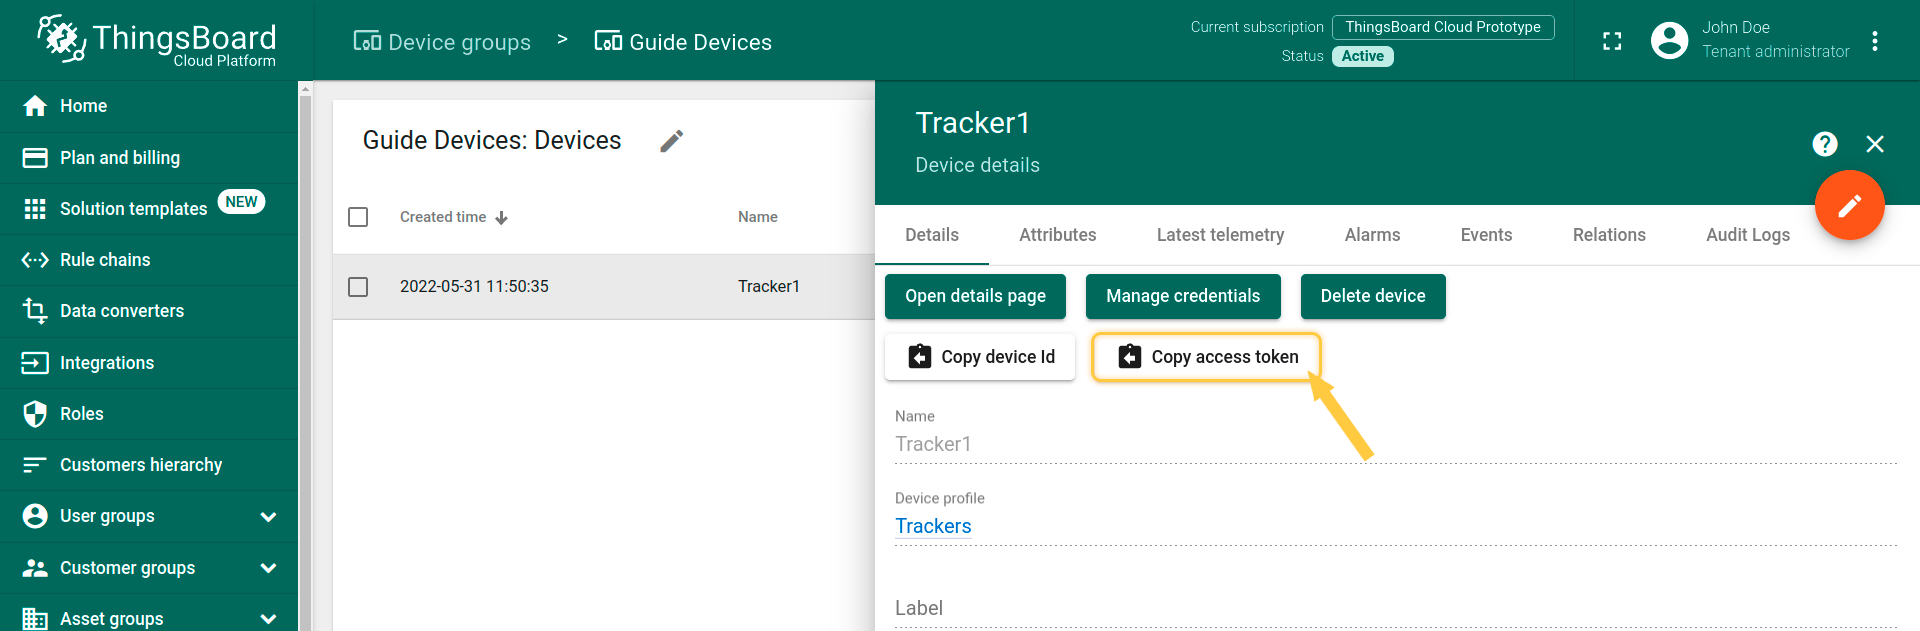 ThingsBoard
Cloud Platform
Device groups > Guide Devices
Current subscription ThingsBoard Cloud Prototype
Status Active
John Doe
Tenant administrator
Home
Plan and billing
Solution templates NEW
Rule chains
Data converters
Integrations
Roles
Customers hierarchy
User groups
Customer groups
Asset groups
Guide Devices: Devices
Created time Name
2022-05-31 11:50:35 Tracker1
Tracker1
Device details
?
Details Attributes Latest telemetry Alarms Events Relations Audit Logs
Open details page Manage credentials Delete device
Copy device Id Copy access token
Name
Tracker1
Device profile
Trackers
Label